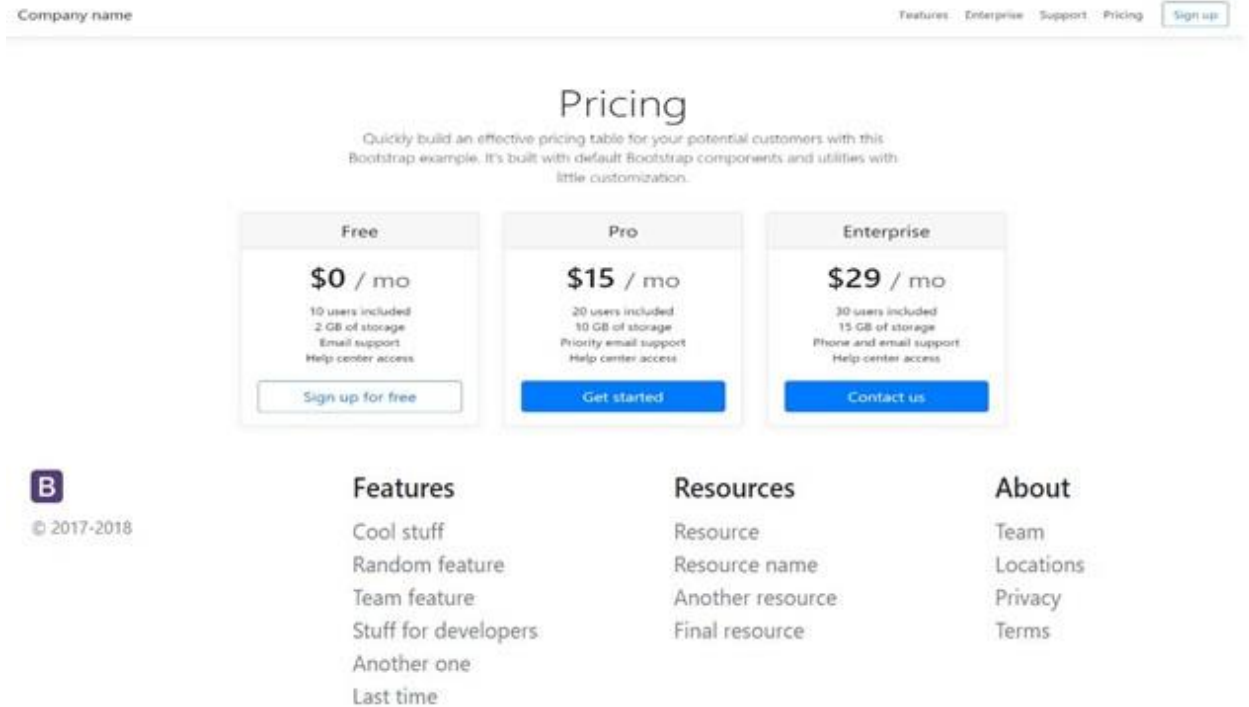 Company name
Features Enterprise Support Pricing Sign up
Pricing
Quickly build an effective pricing table for your potential customers with this
Bootstrap example. It's built with default Bootstrap components and utilities with
little customization.
Free
$0 / mo
10 users included
2 GB of storage
Email support
Help center access
Sign up for free
Pro
$15 / mo
20 users included
10 GB of storage
Priority email support
Help center access
Get started
Enterprise
$29 / mo
30 users included
15 GB of storage
Phone and email support
Help center access
Contact us
B
© 2017-2018
Features
Cool stuff
Random feature
Team feature
Stuff for developers
Another one
Last time
Resources
Resource
Resource name
Another resource
Final resource
About
Team
Locations
Privacy
Terms